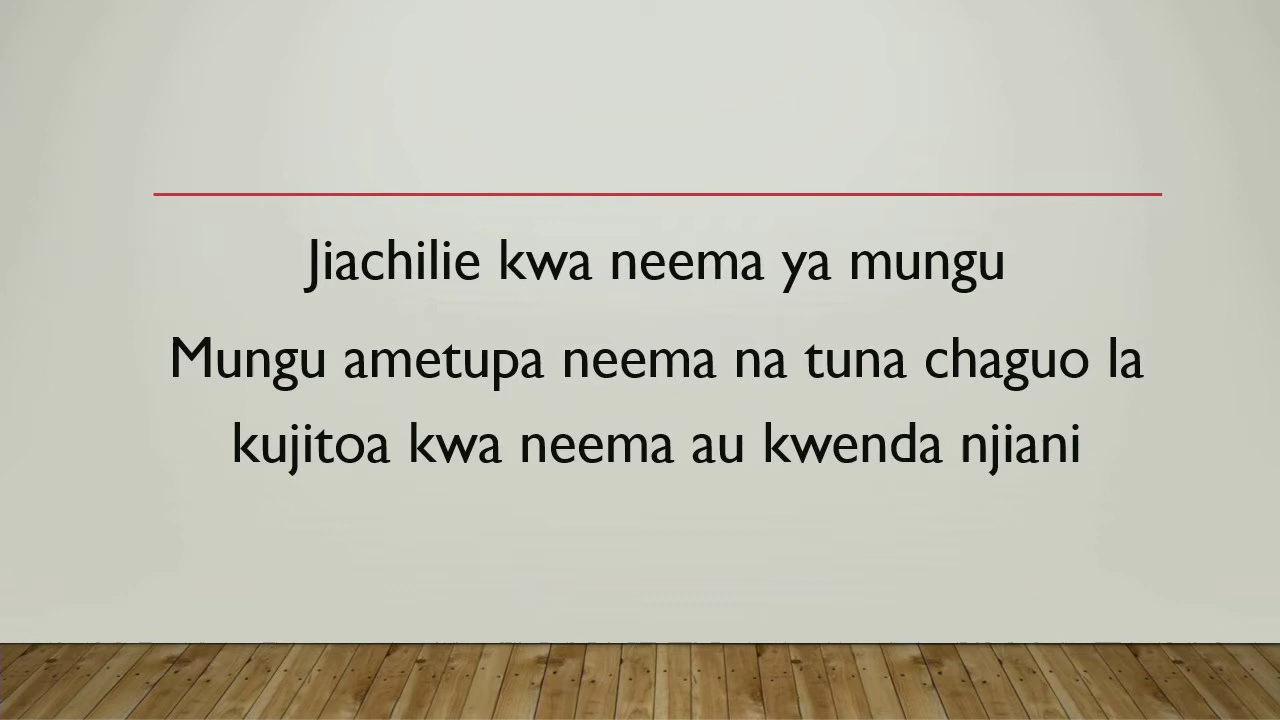 Jiachilie kwa neema ya mungu
Mungu ametupa neema na tuna chaguo la
kujitoa kwa neema au kwenda njiani